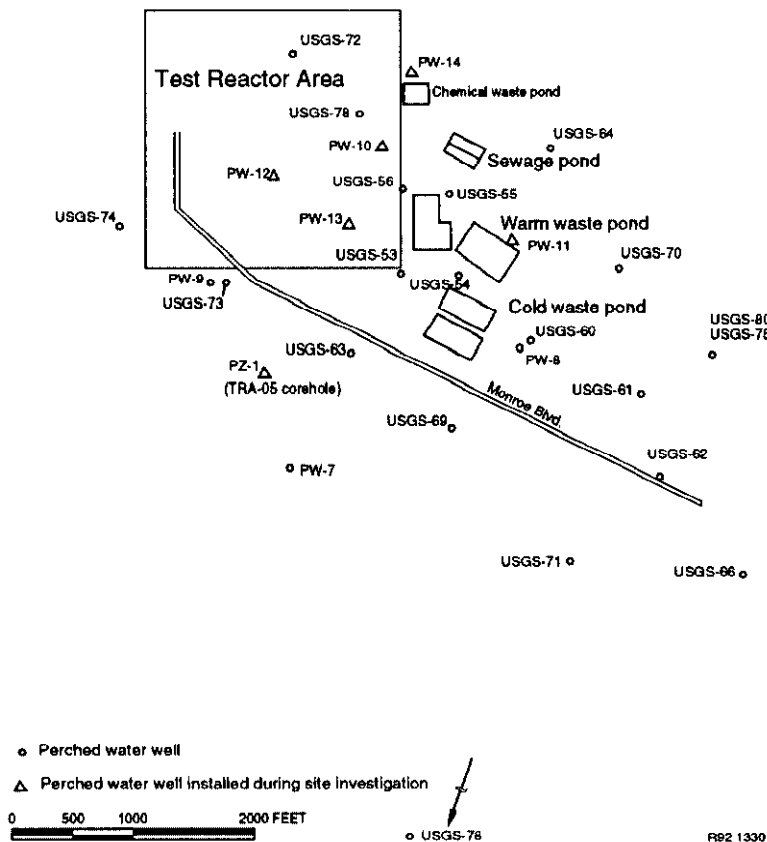 USGS-72
PW-14
Test Reactor Area
Chemical waste pond
USGS-78
USGS-64
PW-10
Sewage pond
PW-12
USGS-56
USGS-55
USGS-74
PW-13
Warm waste pond
PW-11
USGS-53
USGS-70
PW-9
USGS-54
USGS-73
Cold waste pond
USGS-80
USGS-60
USGS-63
PW-8
PZ-1
(TRA-05 corehole)
USGS-61
Monroe Blvd.
USGS-69
USGS-62
PW-7
USGS-71
USGS-66
Perched water well
Perched water well installed during site investigation
0 500 1000 2000 FEET
USGS-76
R92 1330